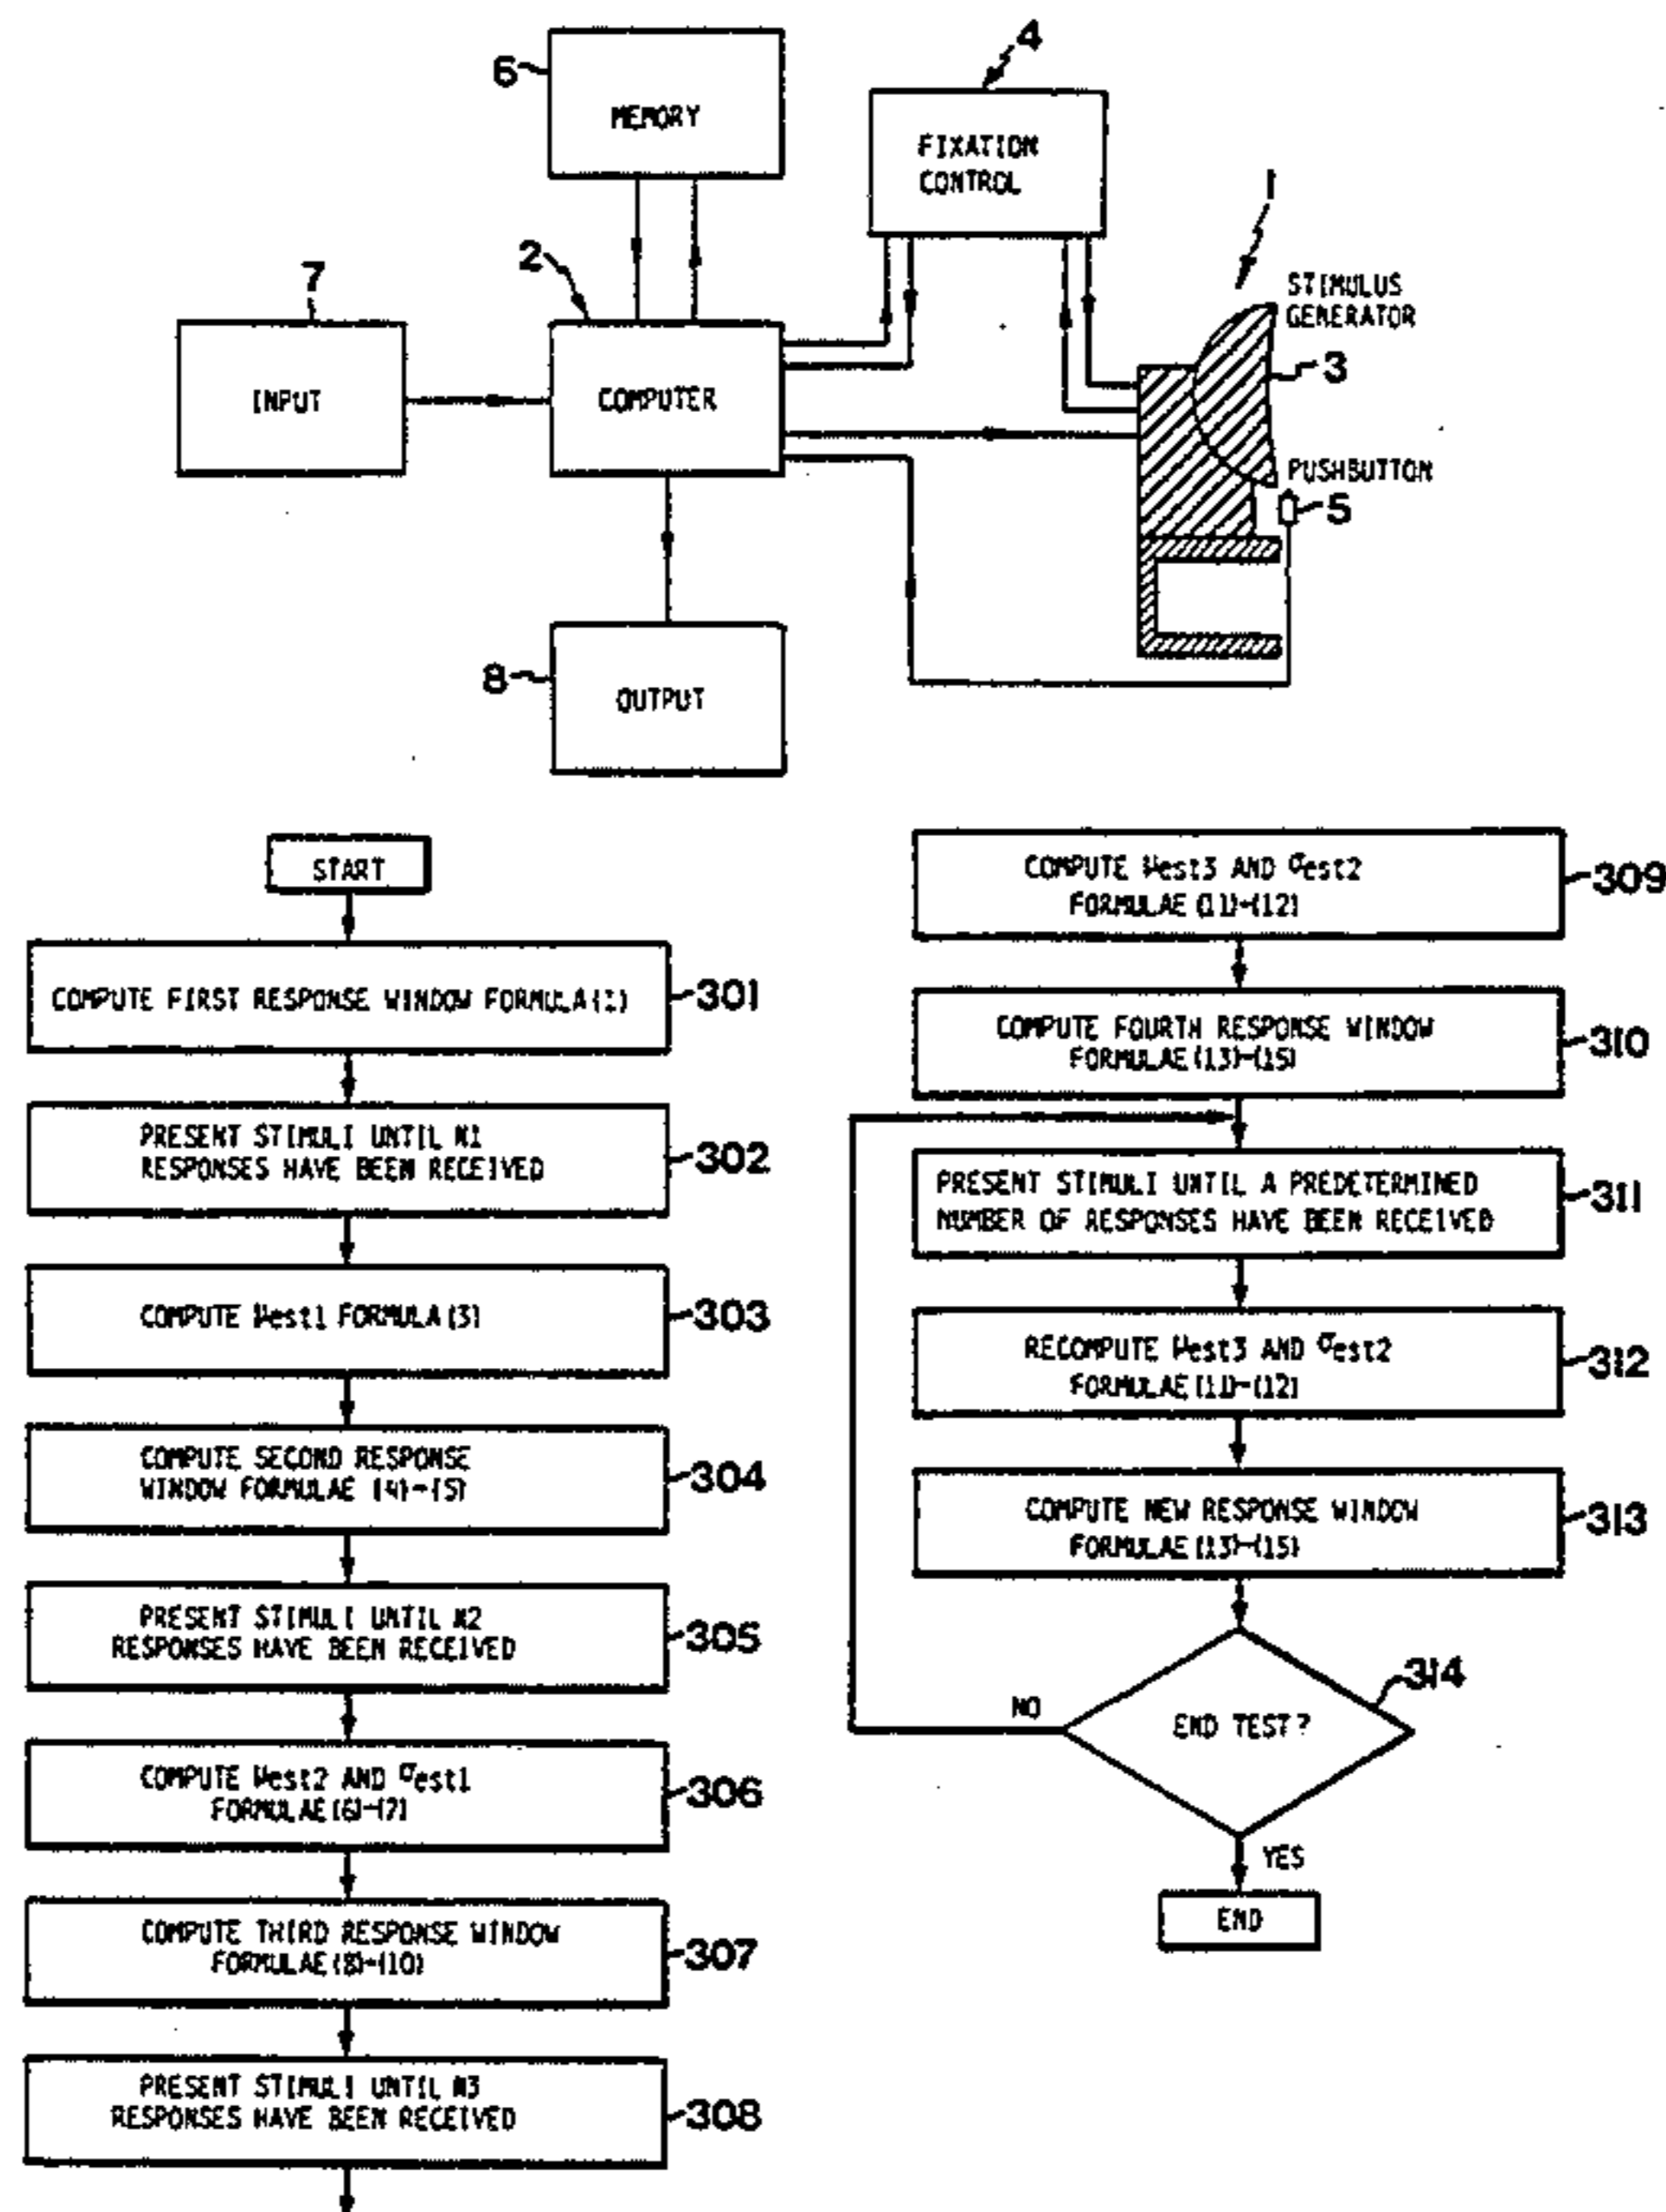 6
MEMORY
4
FIXATION
CONTROL
1
2
7
STIMULUS
GENERATOR
3
INPUT
COMPUTER
PUSHBUTTON
5
8
OUTPUT
START
COMPUTE FIRST RESPONSE WINDOW FORMULA (1)
301
PRESENT STIMULI UNTIL N1
RESPONSES HAVE BEEN RECEIVED
302
COMPUTE μest1 FORMULA (3)
303
COMPUTE SECOND RESPONSE
WINDOW FORMULAE (4)-(5)
304
PRESENT STIMULI UNTIL N2
RESPONSES HAVE BEEN RECEIVED
305
COMPUTE μest2 AND σest1
FORMULAE (6)-(7)
306
COMPUTE THIRD RESPONSE WINDOW
FORMULAE (8)-(10)
307
PRESENT STIMULI UNTIL N3
RESPONSES HAVE BEEN RECEIVED
308
COMPUTE μest3 AND σest2
FORMULAE (11)-(12)
309
COMPUTE FOURTH RESPONSE WINDOW
FORMULAE (13)-(15)
310
PRESENT STIMULI UNTIL A PREDETERMINED
NUMBER OF RESPONSES HAVE BEEN RECEIVED
311
RECOMPUTE μest3 AND σest2
FORMULAE (11)-(12)
312
COMPUTE NEW RESPONSE WINDOW
FORMULAE (13)-(15)
313
314
NO
END TEST?
YES
END